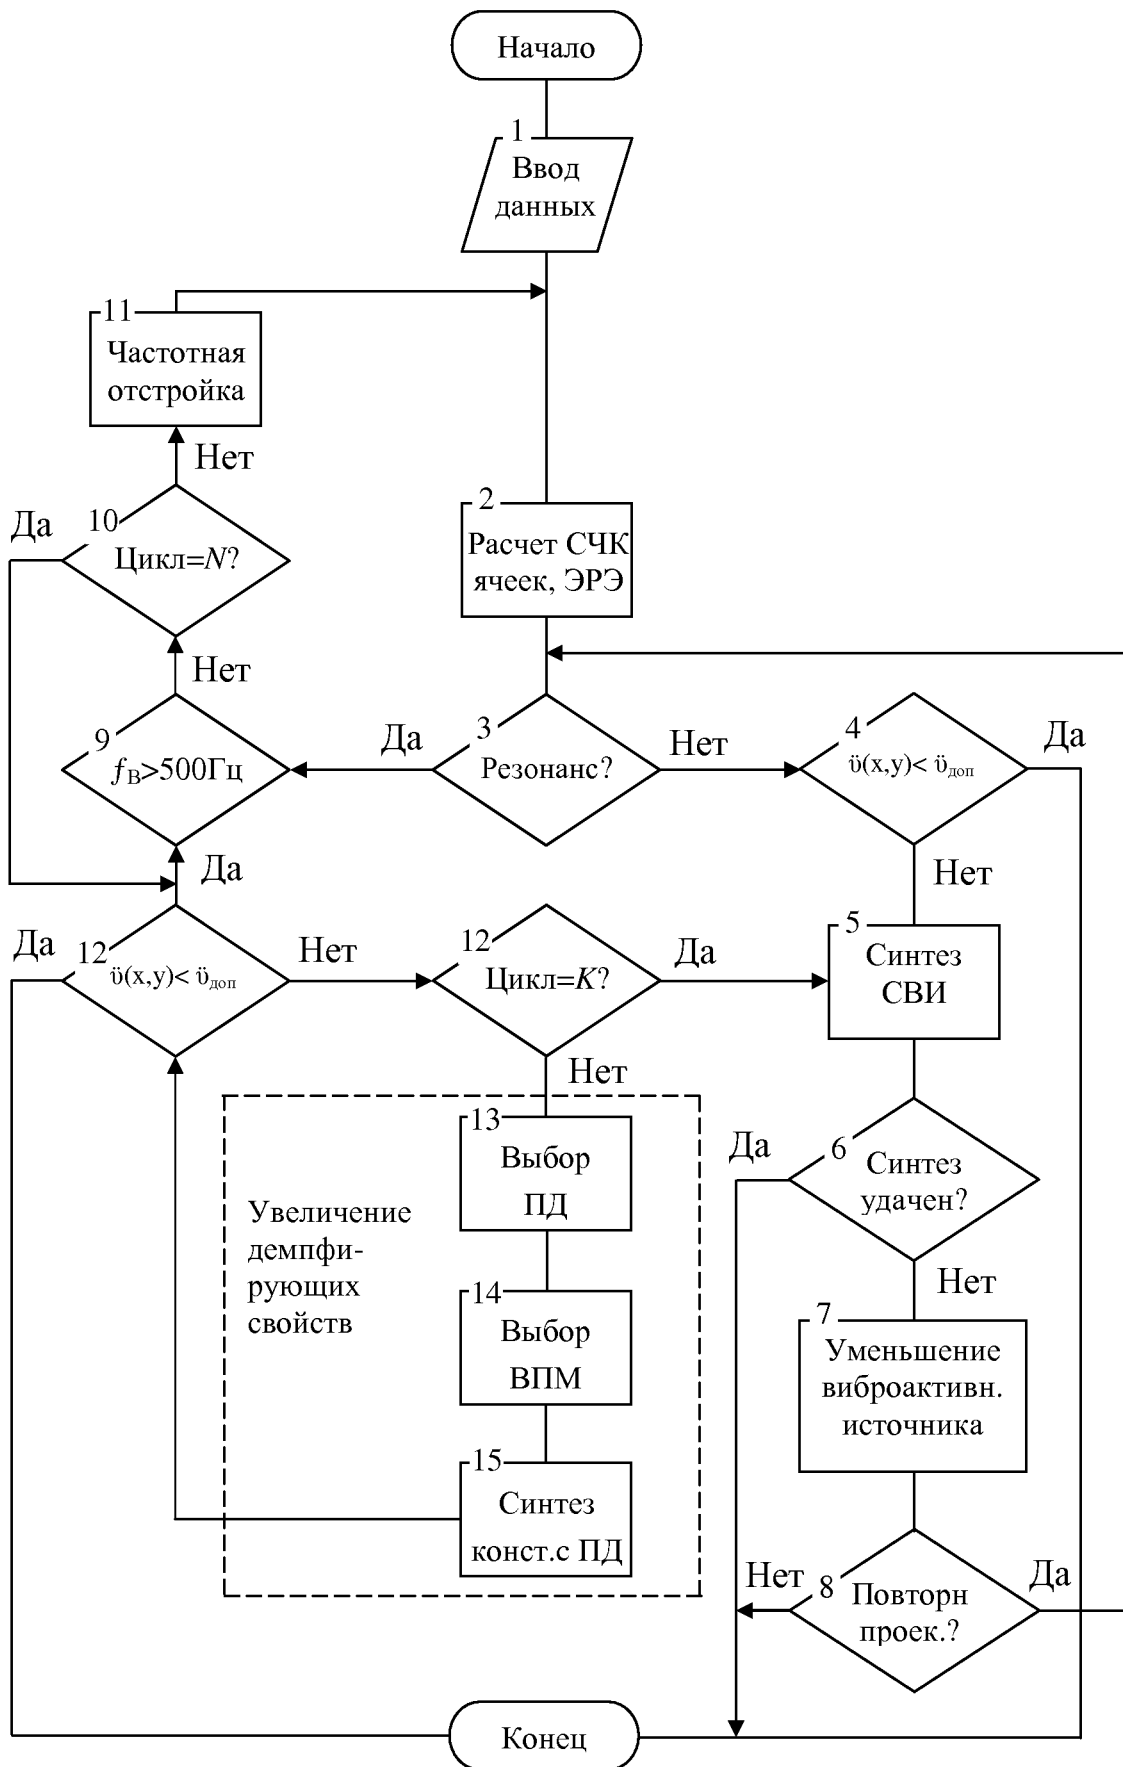 Начало
1
Ввод
данных
11
Частотная
отстройка
Нет
2
Расчет СЧК
ячеек, ЭРЭ
Да
10
Цикл=N?
Нет
9
fВ>500Гц
Да
3
Резонанс?
Нет
4
ü(x,y)< üдоп
Да
Да
Нет
Да
12
ü(x,y)< üдоп
Нет
12
Цикл=K?
Да
5
Синтез
СВИ
Нет
Увеличение
демпфи-
рующих
свойств
13
Выбор
ПД
14
Выбор
ВПМ
15
Синтез
конст.с ПД
Да
6
Синтез
удачен?
Нет
7
Уменьшение
виброактивн.
источника
Нет
8
Повторн
проек.?
Да
Конец